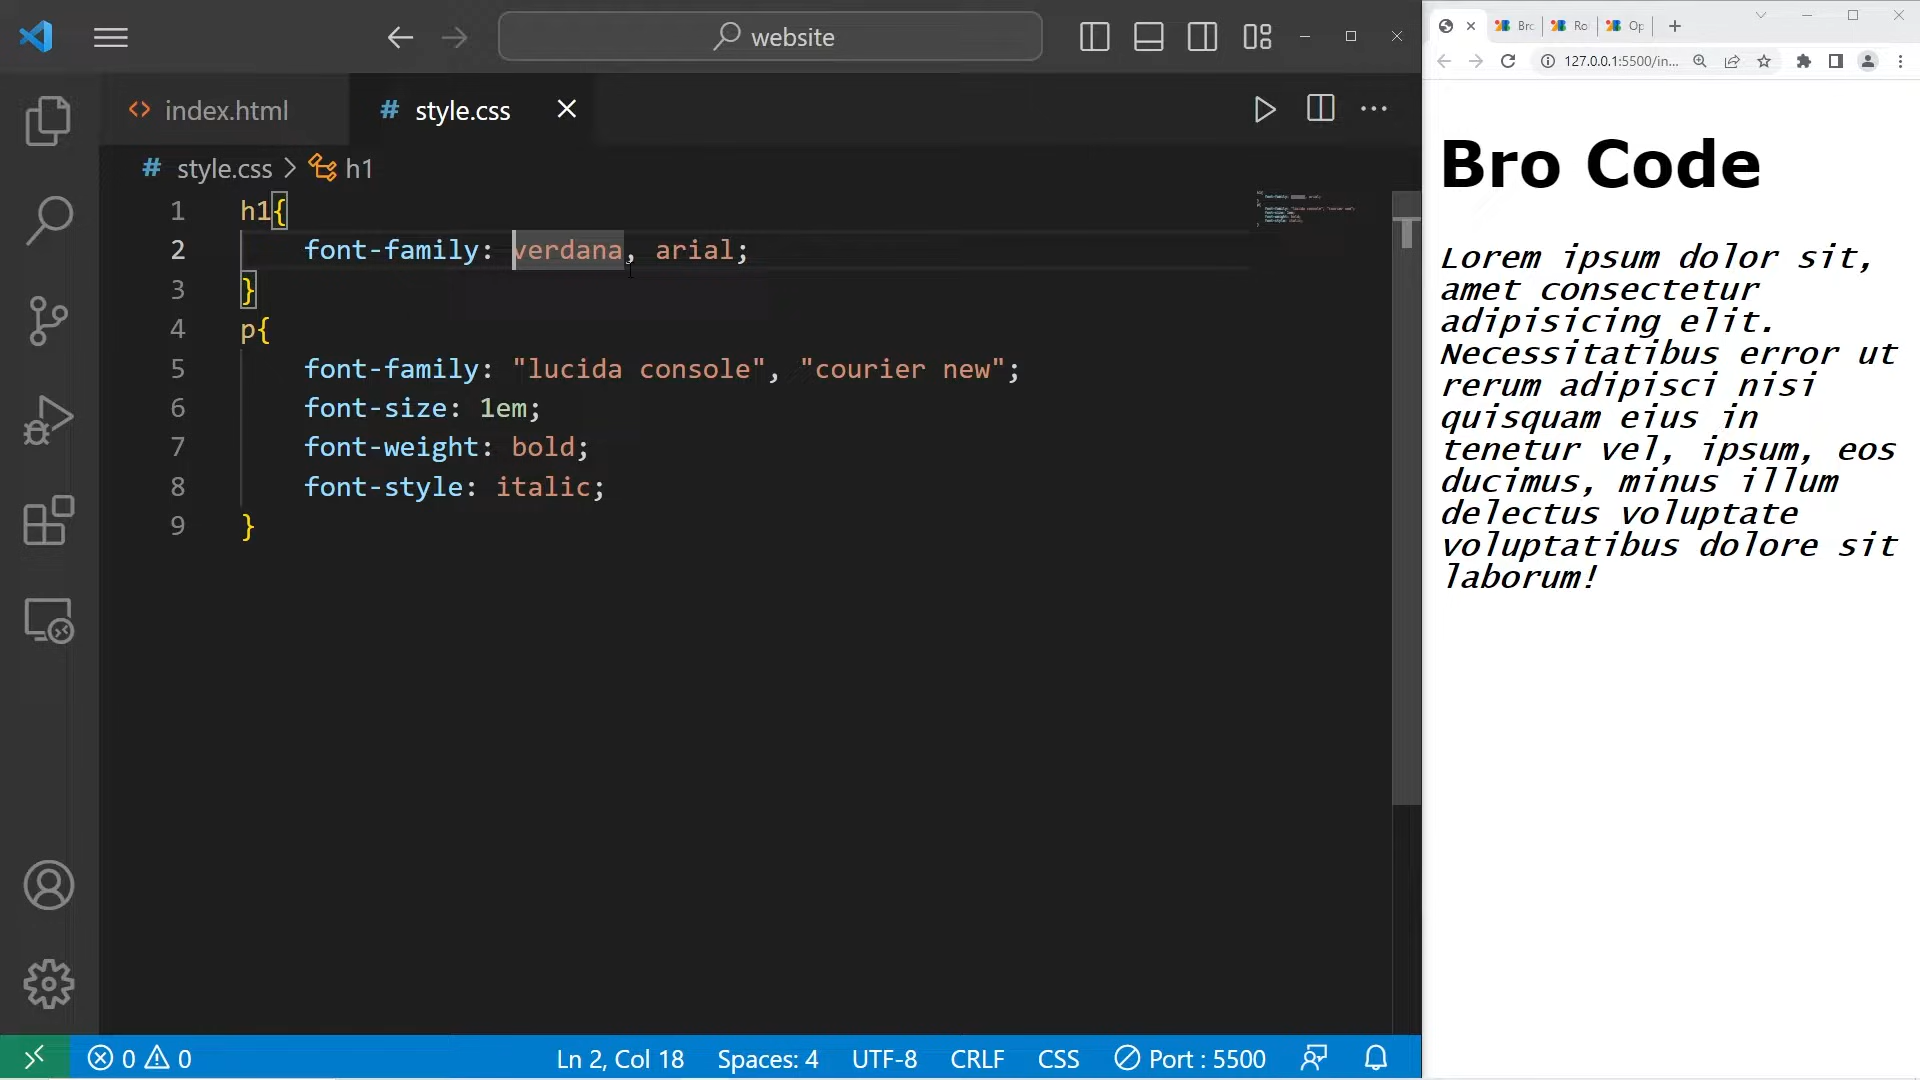 website
index.html
# style.css
# style.css > h1
1 h1{
2 font-family: verdana, arial;
3 }
4 p{
5 font-family: "lucida console", "courier new";
6 font-size: 1em;
7 font-weight: bold;
8 font-style: italic;
9 }
0 0
Ln 2, Col 18
Spaces: 4
UTF-8
CRLF
CSS
Port : 5500
Bro
Ro
Op
127.0.0.1:5500/in...
Bro Code
Lorem ipsum dolor sit,
amet consectetur
adipisicing elit.
Necessitatibus error ut
rerum adipisci nisi
quisquam eius in
tenetur vel, ipsum, eos
ducimus, minus illum
delectus voluptate
voluptatibus dolore sit
laborum!